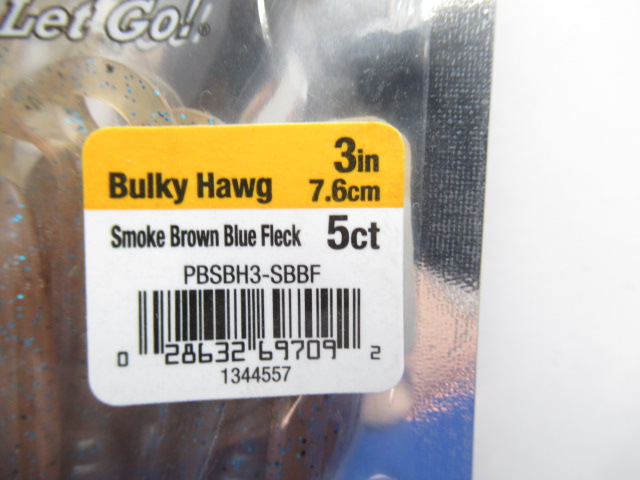 Let Go!®
3in
Bulky Hawg 7.6cm
Smoke Brown Blue Fleck 5ct
PBSBH3-SBBF
0 28632 69709 2
1344557